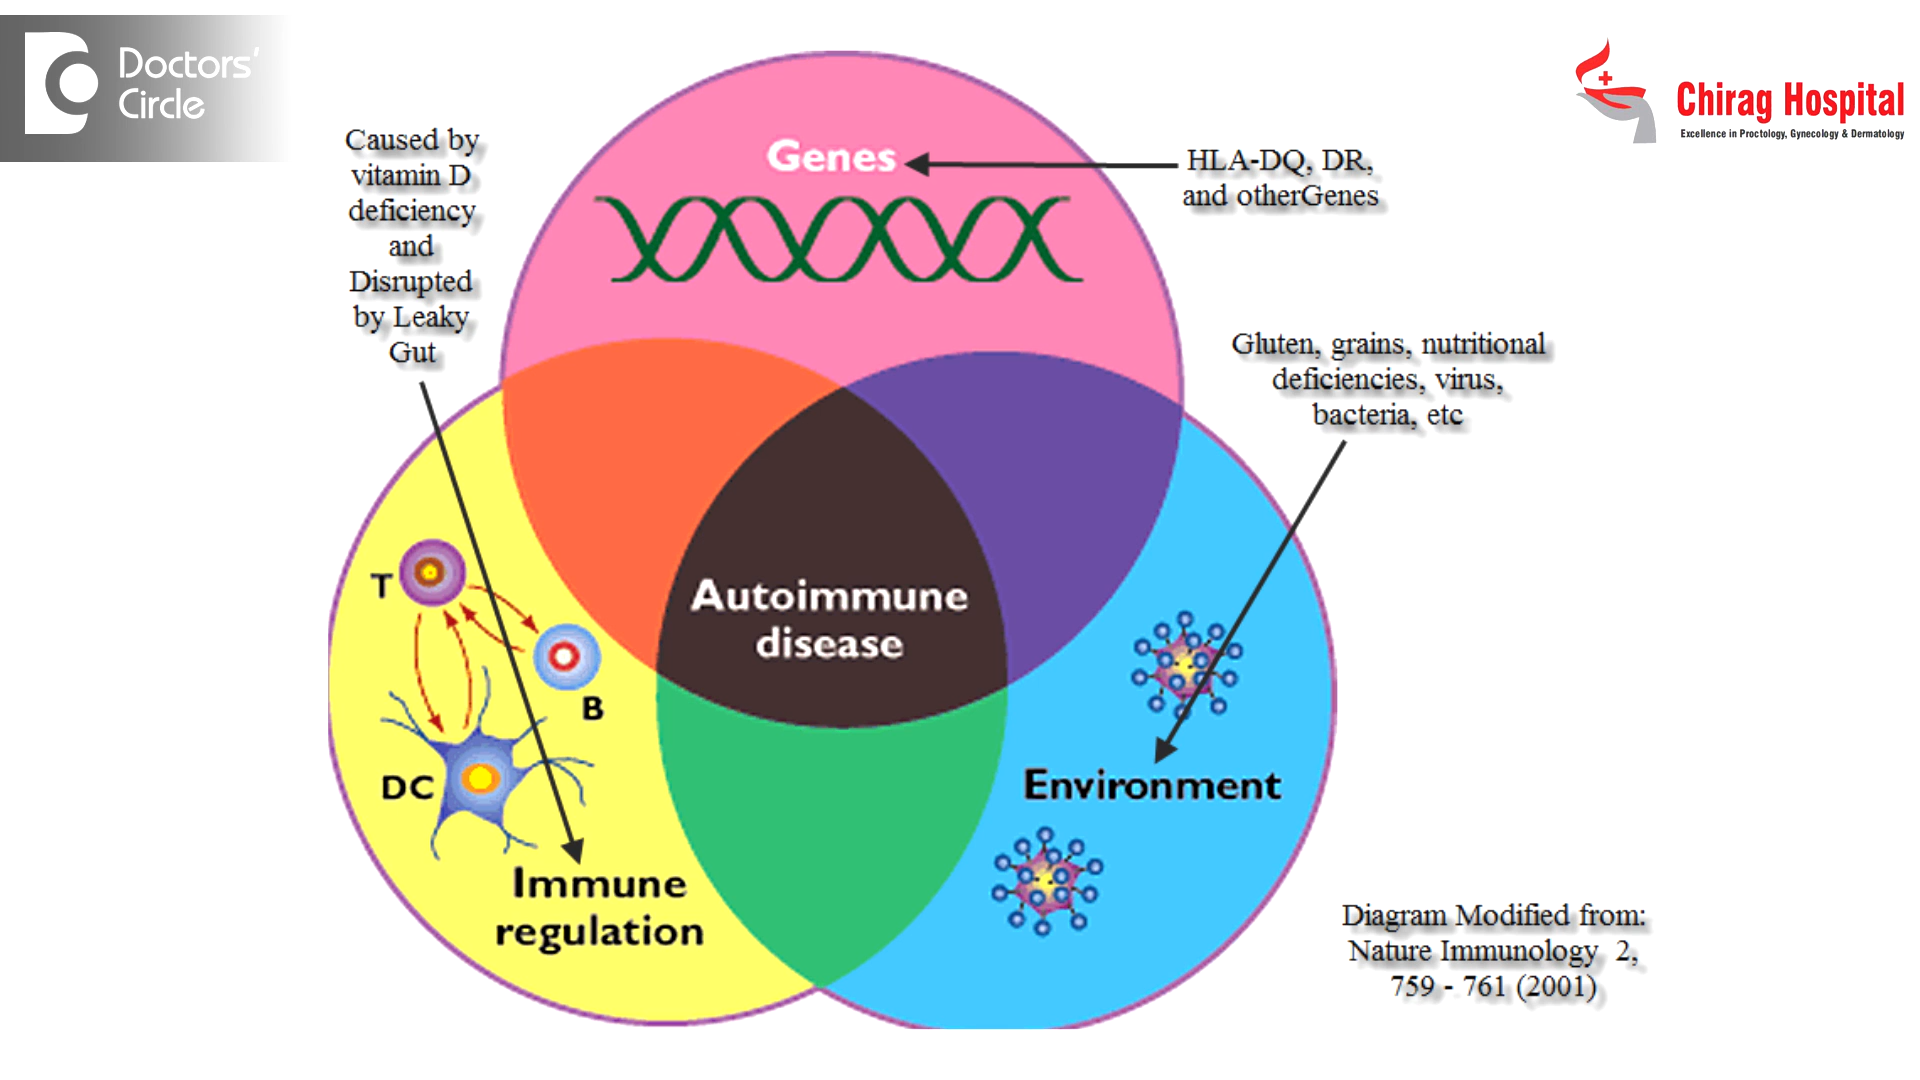 Doctors'
Circle
Chirag Hospital
Excellence in Proctology, Gynecology & Dermatology
Caused by
vitamin D
deficiency
and
Disrupted
by Leaky
Gut
Genes
HLA-DQ, DR,
and otherGenes
Gluten, grains, nutritional
deficiencies, virus,
bacteria, etc
T
B
DC
Autoimmune
disease
Environment
Immune
regulation
Diagram Modified from:
Nature Immunology 2,
759 - 761 (2001)